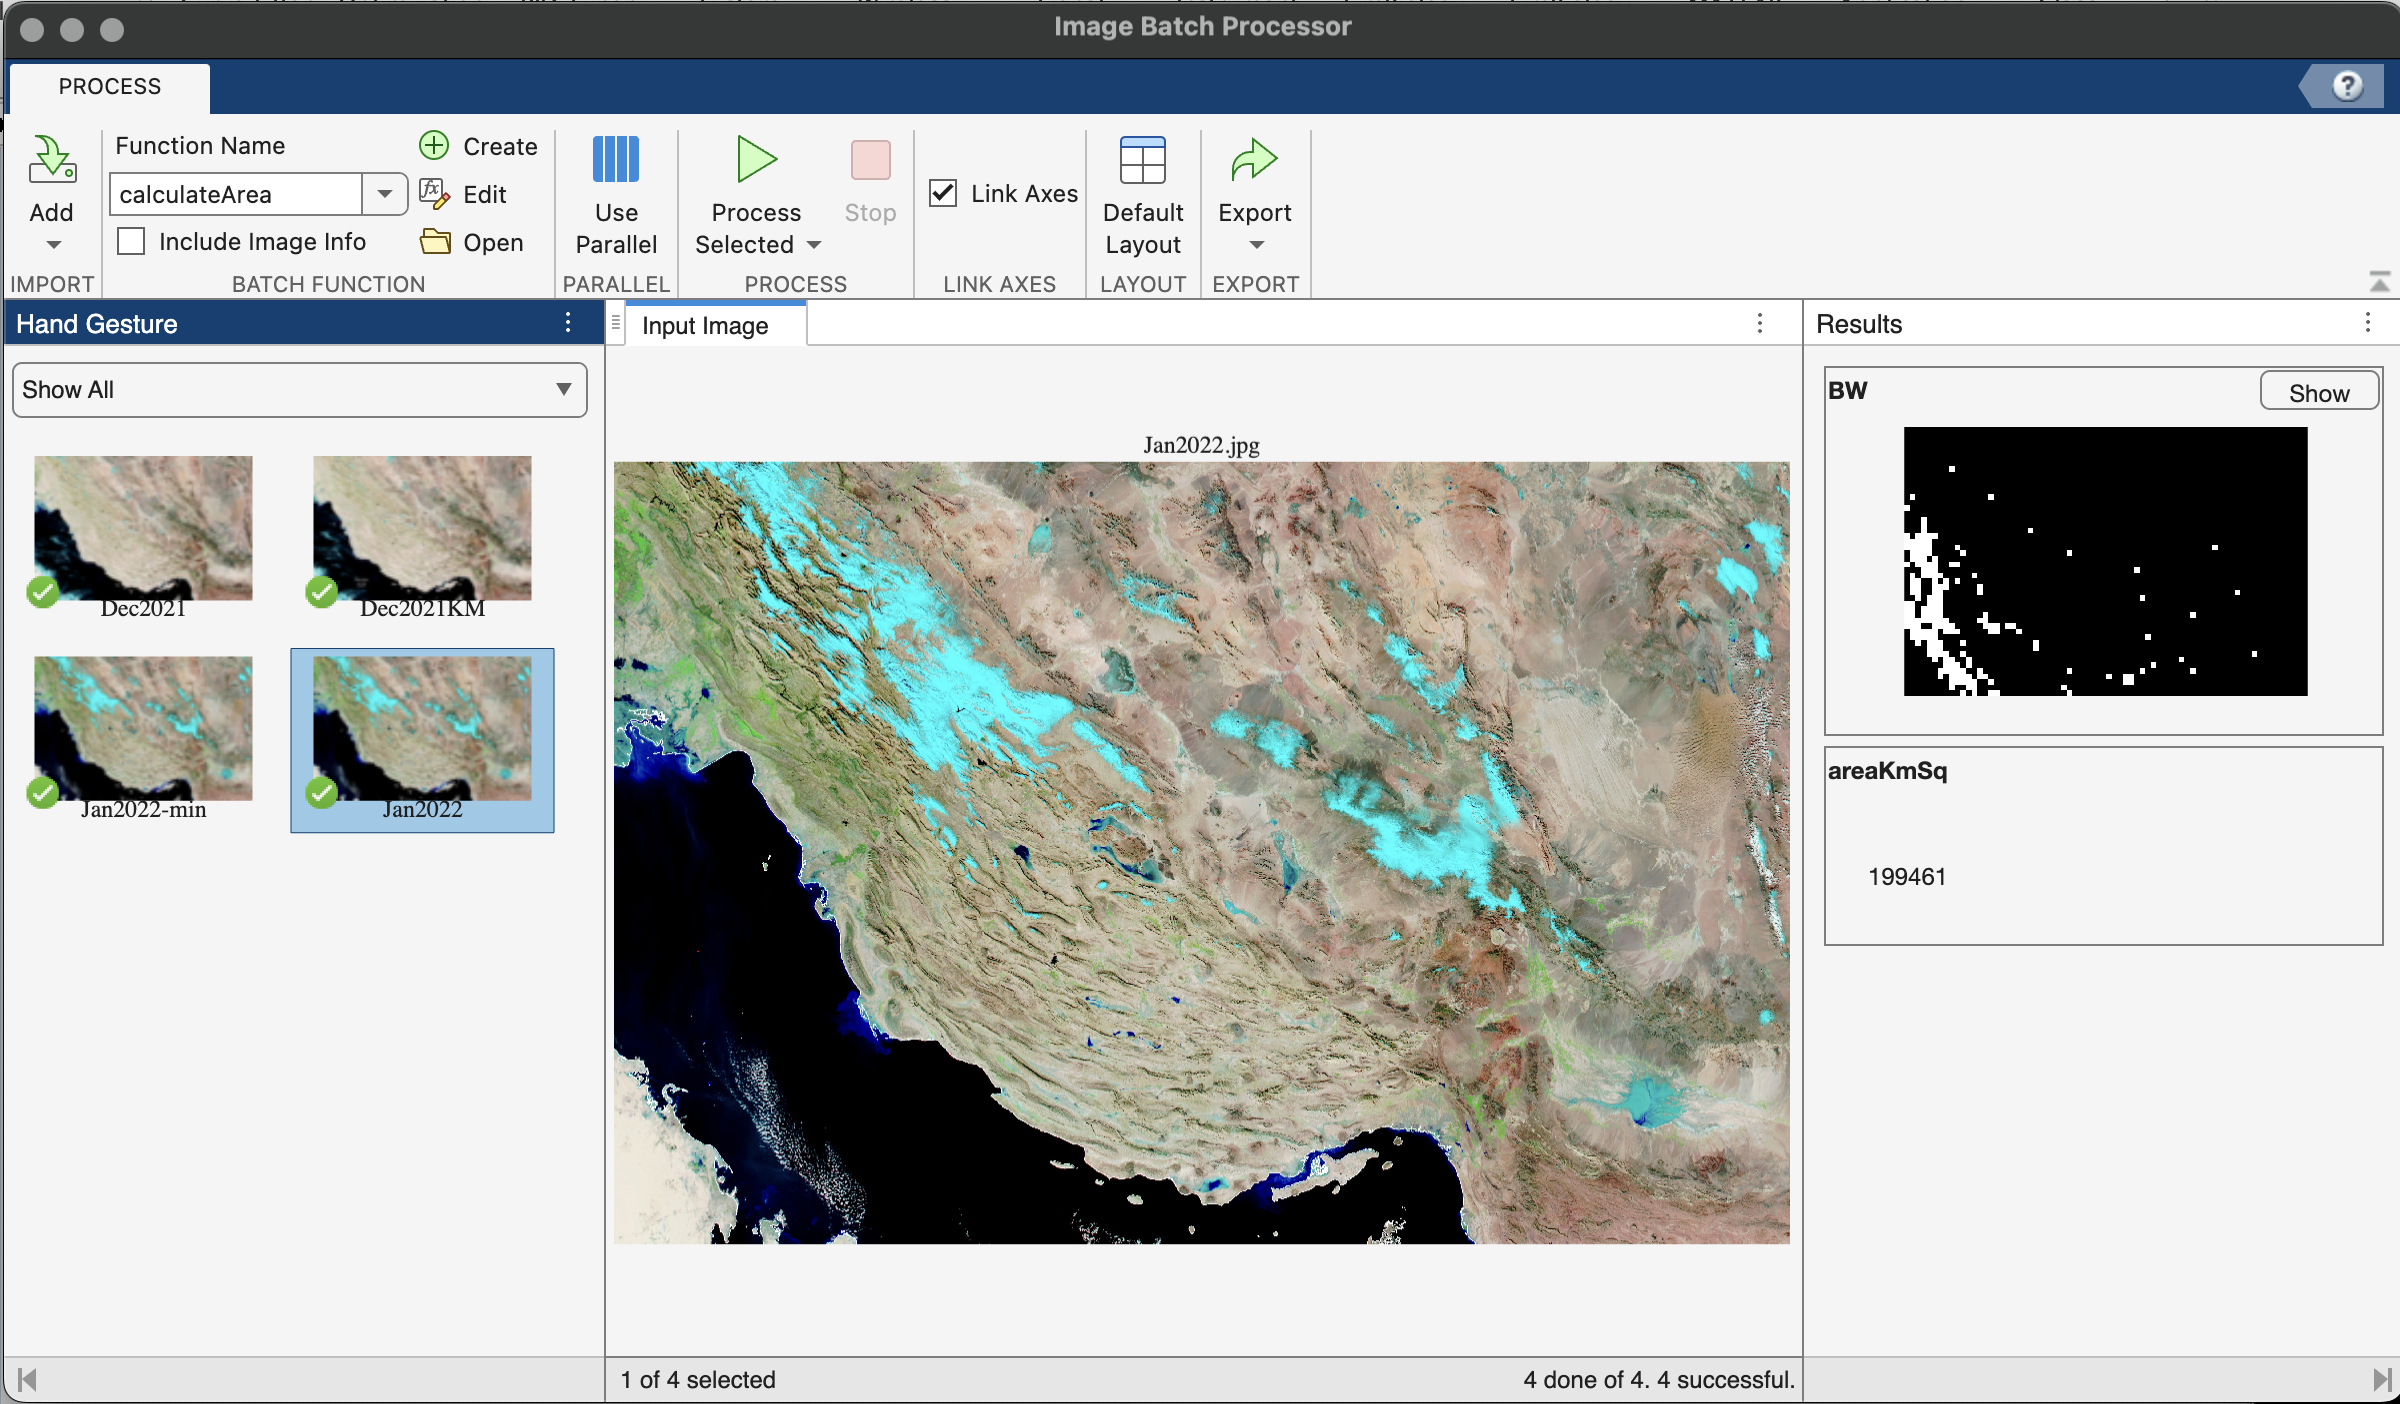 Image Batch Processor
PROCESS
Add
IMPORT
Function Name
calculateArea
Include Image Info
Create
Edit
Open
BATCH FUNCTION
Use
Parallel
PARALLEL
Process
Selected
Stop
PROCESS
Link Axes
LINK AXES
Default
Layout
LAYOUT
Export
EXPORT
Hand Gesture
Show All
Dec2021
Dec2021KM
Jan2022-min
Jan2022
Input Image
Jan2022.jpg
1 of 4 selected
4 done of 4. 4 successful.
Results
BW
Show
areaKmSq
199461